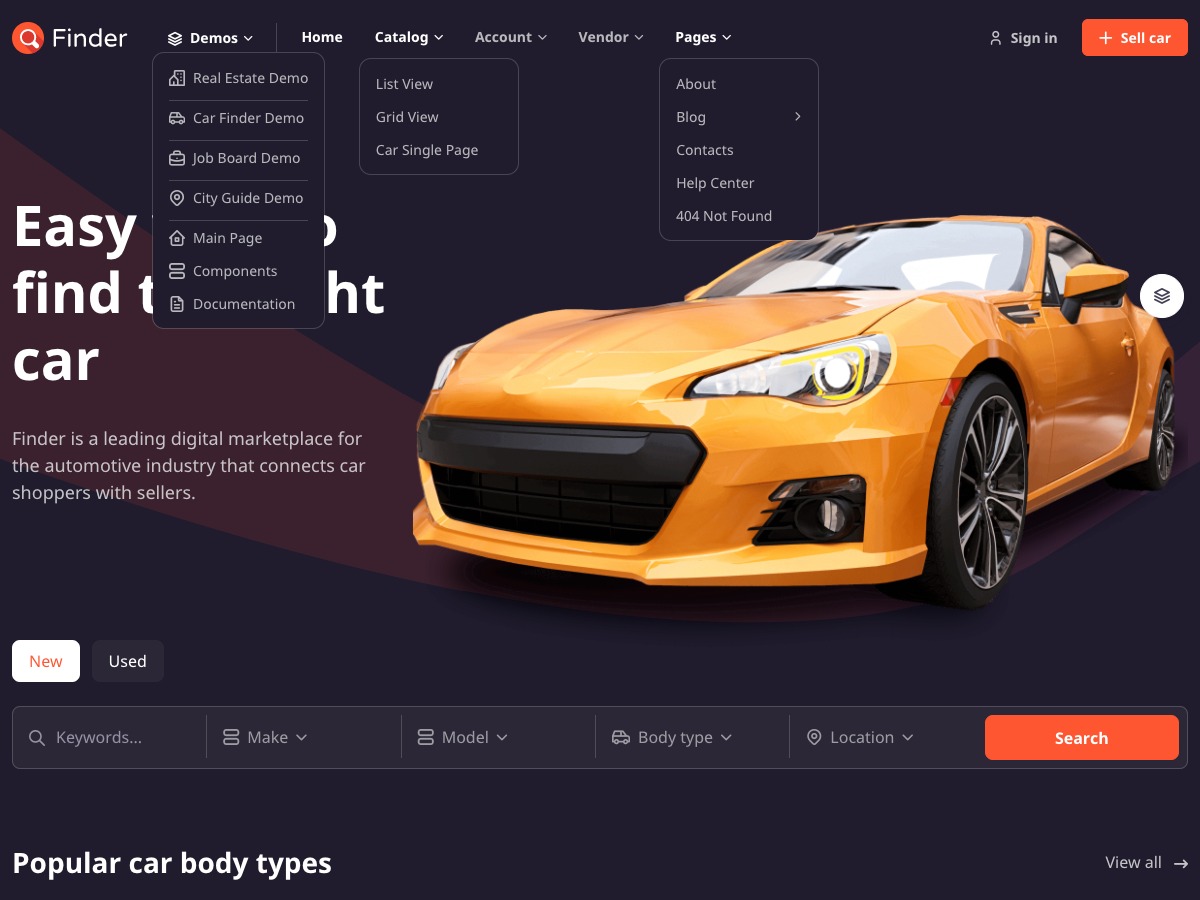 Finder
Demos
Home
Catalog
Account
Vendor
Pages
Sign in
Sell car
Real Estate Demo
Car Finder Demo
Job Board Demo
City Guide Demo
Main Page
Components
Documentation
List View
Grid View
Car Single Page
About
Blog
Contacts
Help Center
404 Not Found
Easy
find
car
Finder is a leading digital marketplace for
the automotive industry that connects car
shoppers with sellers.
New
Used
Keywords...
Make
Model
Body type
Location
Search
Popular car body types
View all